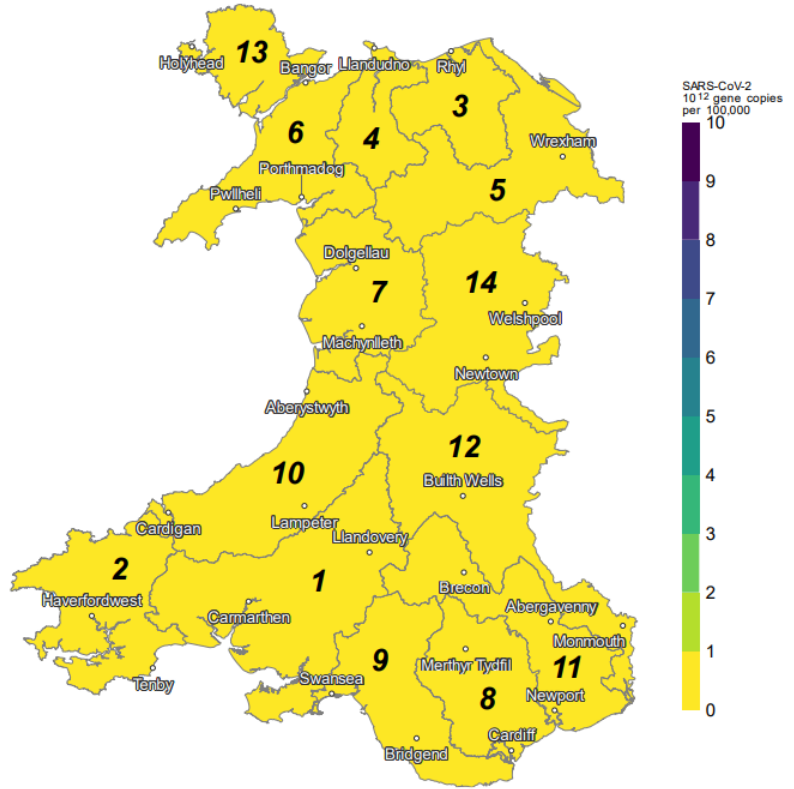 13
Holyhead
Bangor
Llandudno
Rhyl
SARS-CoV-2
10¹² gene copies
per 100,000
10
6
4
3
Wrexham
Porthmadog
9
Pwllheli
5
8
Dolgellau
7
14
7
Welshpool
Machynlleth
6
Newtown
Aberystwyth
5
12
10
Builth Wells
4
Cardigan
Lampeter
Llandovery
3
2
1
Brecon
2
Haverfordwest
Carmarthen
Abergavenny
Monmouth
9
Merthyr Tydfil
11
1
Tenby
Swansea
8
Newport
0
Cardiff
Bridgend